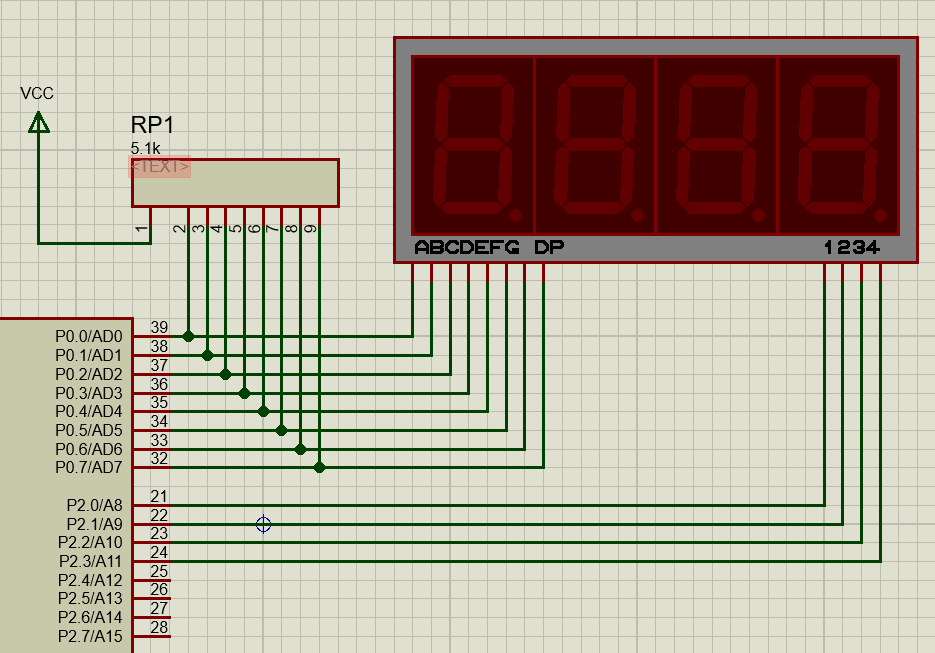 VCC
RP1
5.1k
<TEXT>
1
2
3
4
5
6
7
8
9
ABCDEFG DP
1234
P0.0/AD0 39
P0.1/AD1 38
P0.2/AD2 37
P0.3/AD3 36
P0.4/AD4 35
P0.5/AD5 34
P0.6/AD6 33
P0.7/AD7 32
P2.0/A8 21
P2.1/A9 22
P2.2/A10 23
P2.3/A11 24
P2.4/A12 25
P2.5/A13 26
P2.6/A14 27
P2.7/A15 28